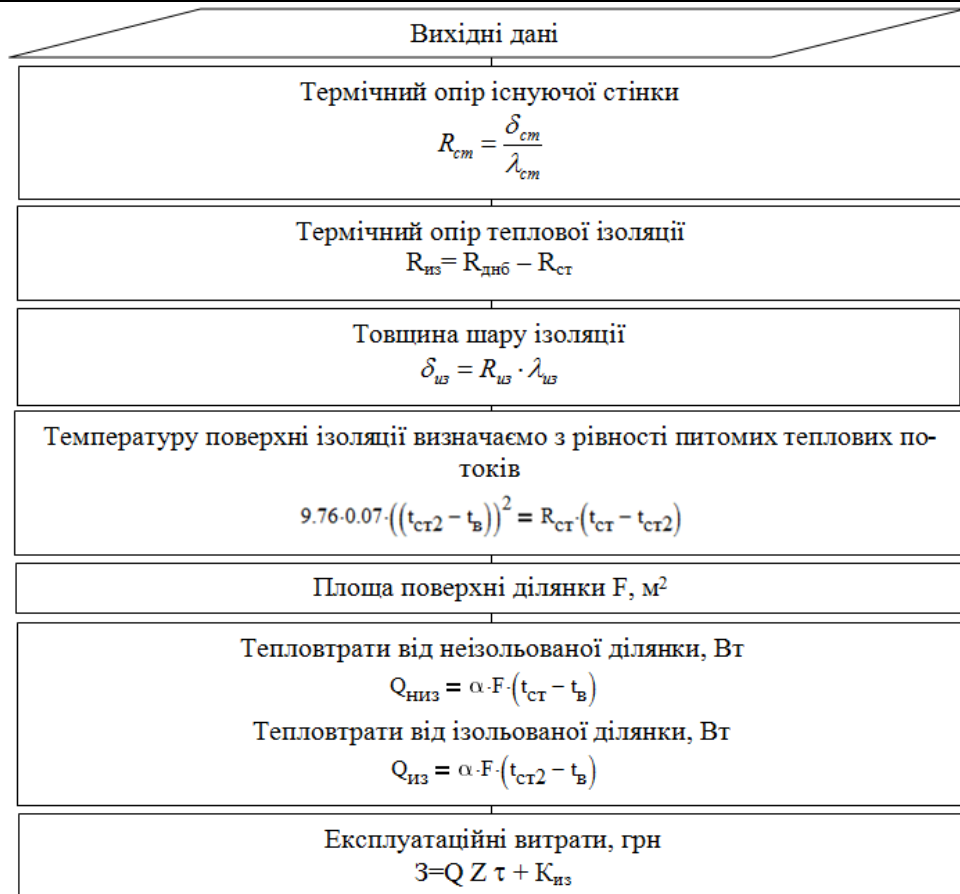 Вихідні дані
Термічний опір існуючої стінки
R_ст = δ_ст / λ_ст
Термічний опір теплової ізоляції
R_из= R_днб – R_ст
Товщина шару ізоляції
δ_из = R_из · λ_из
Температуру поверхні ізоляції визначаємо з рівності питомих теплових по-
токів
9.76·0.07·((t_ст2 – t_в))² = R_ст·(t_ст – t_ст2)
Площа поверхні ділянки F, м²
Тепловтрати від неізольованої ділянки, Вт
Q_низ = α·F·(t_ст – t_в)
Тепловтрати від ізольованої ділянки, Вт
Q_из = α·F·(t_ст2 – t_в)
Експлуатаційні витрати, грн
З=Q Z τ + К_из